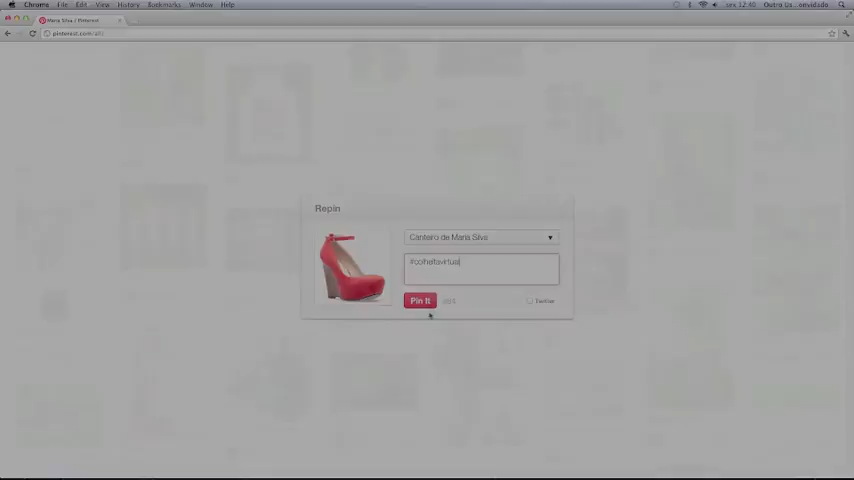 Chrome File Edit View History Bookmarks Window Help
Maria Silva / Pinterest
pinterest.com/all/
Repin
Canteiro de Maria Silva
#colheitavirtual
Pin It
Twitter